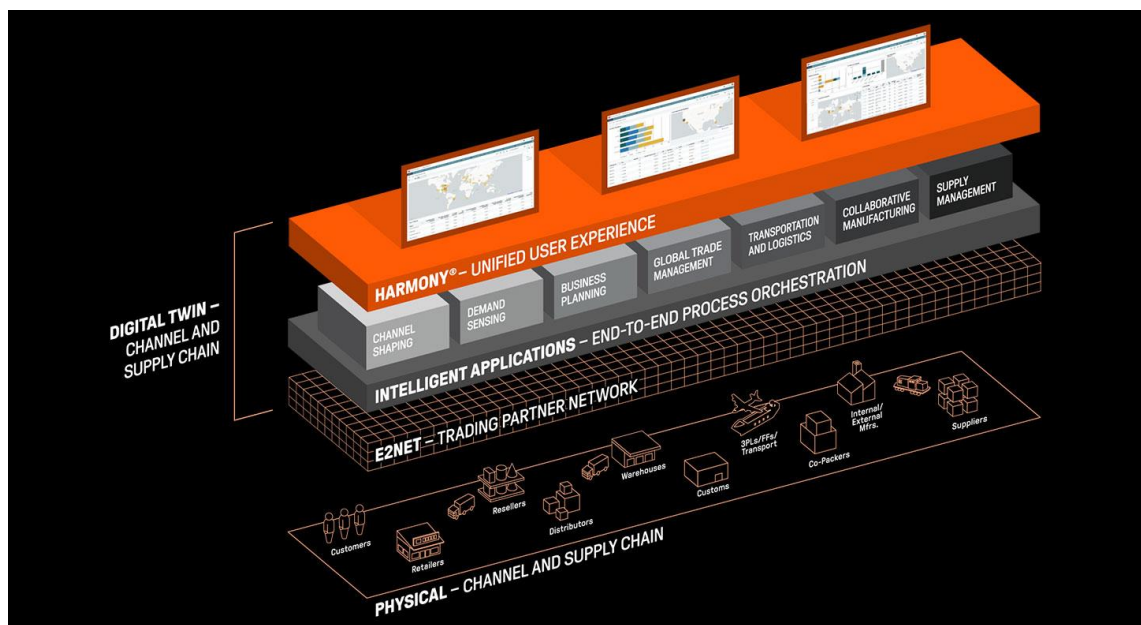 HARMONY® – UNIFIED USER EXPERIENCE
CHANNEL
SHAPING
DEMAND
SENSING
BUSINESS
PLANNING
GLOBAL TRADE
MANAGEMENT
TRANSPORTATION
AND LOGISTICS
COLLABORATIVE
MANUFACTURING
SUPPLY
MANAGEMENT
INTELLIGENT APPLICATIONS – END-TO-END PROCESS ORCHESTRATION
DIGITAL TWIN –
CHANNEL AND
SUPPLY CHAIN
E2NET – TRADING PARTNER NETWORK
Customers
Retailers
Resellers
Distributors
Warehouses
Customs
3PLs/FFs/
Transport
Co-Packers
Internal/
External
Mfrs.
Suppliers
PHYSICAL – CHANNEL AND SUPPLY CHAIN